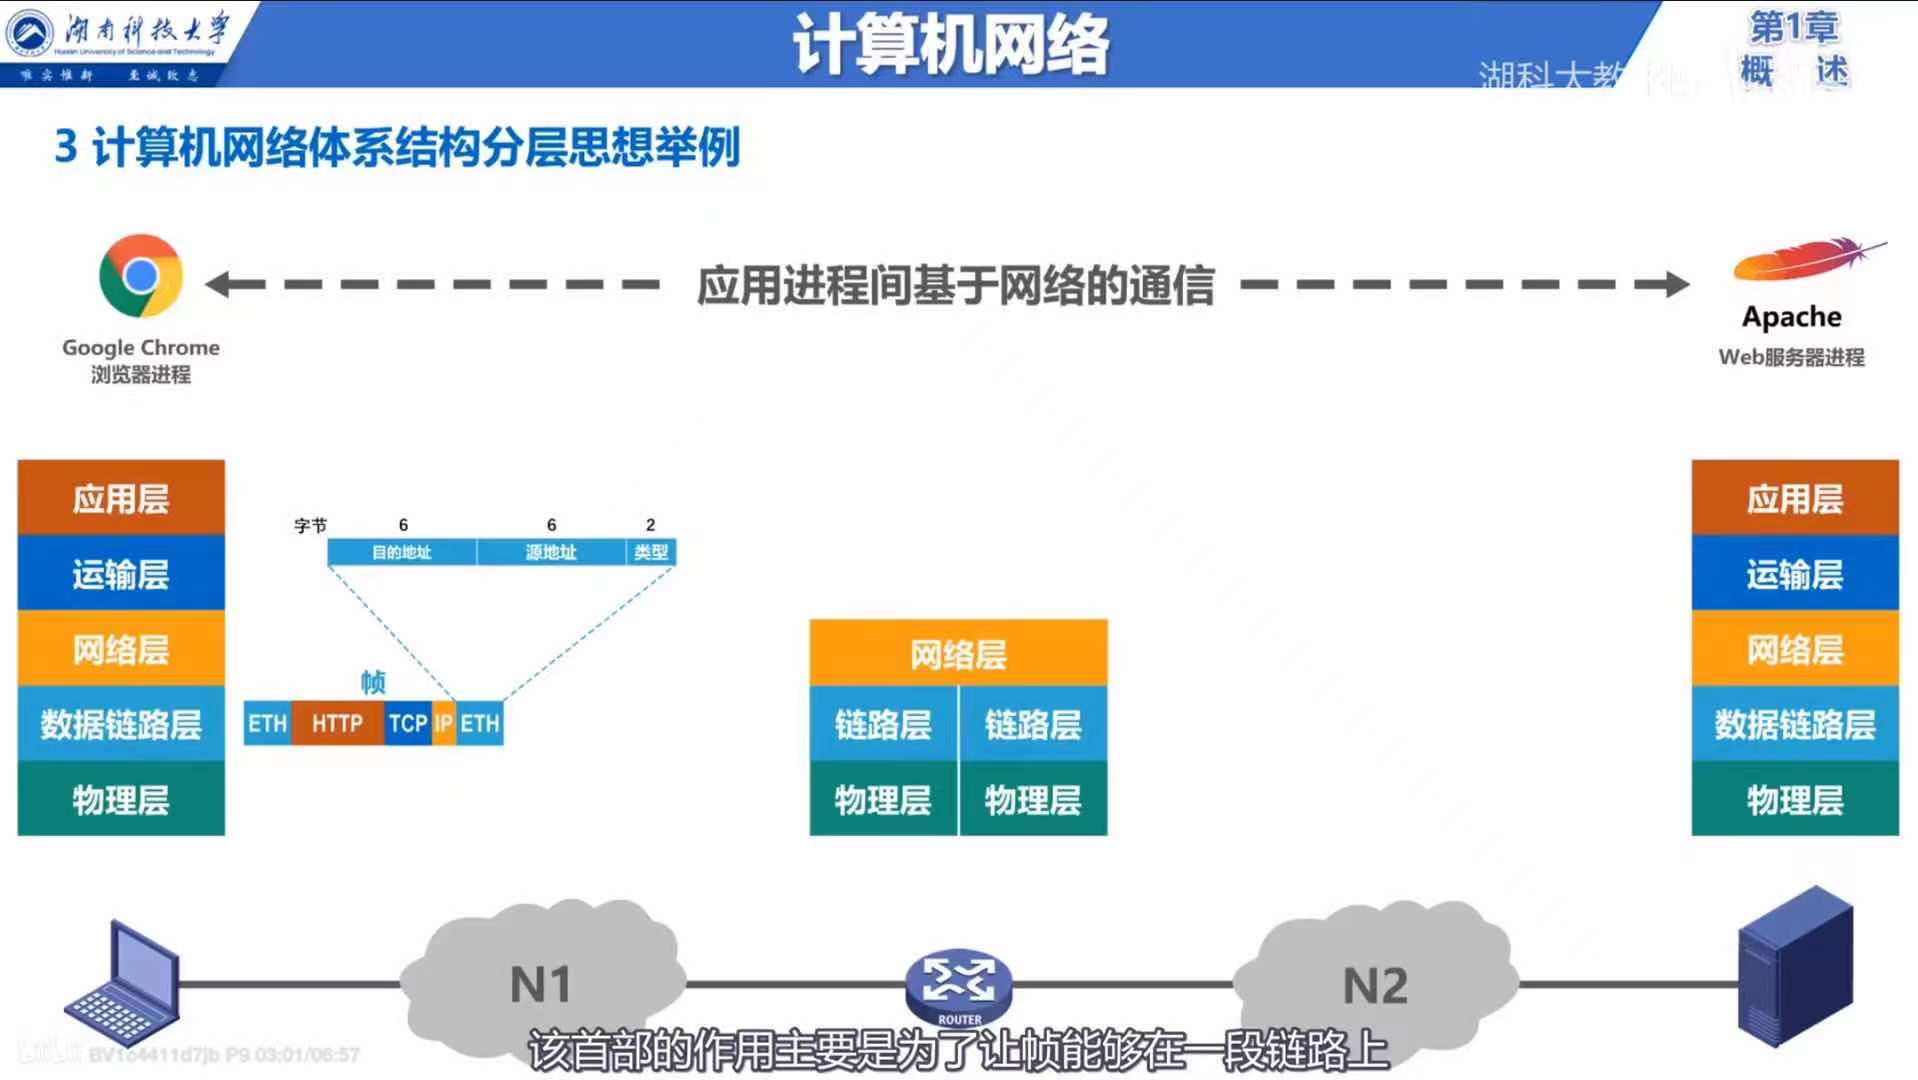 湖南科技大学
Hunan University of Science and Technology
唯实惟新 至诚致志
计算机网络
第1章
概 述
湖科大教
3 计算机网络体系结构分层思想举例
应用进程间基于网络的通信
Google Chrome
浏览器进程
Apache
Web服务器进程
应用层
运输层
网络层
数据链路层
物理层
字节 6 6 2
目的地址 源地址 类型
帧
ETH HTTP TCP IP ETH
网络层
链路层 链路层
物理层 物理层
应用层
运输层
网络层
数据链路层
物理层
N1
ROUTER
N2
该首部的作用主要是为了让帧能够在一段链路上
P9 03:01/06:57